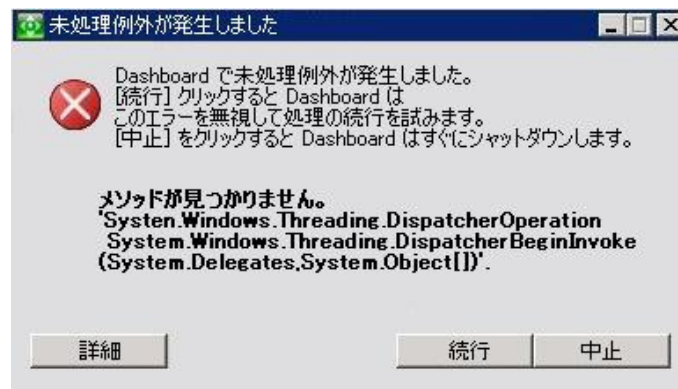 未処理例外が発生しました
Dashboard で未処理例外が発生しました。
[続行] クリックすると Dashboard は
このエラーを無視して処理の続行を試みます。
[中止] をクリックすると Dashboard はすぐにシャットダウンします。
メソッドが見つかりません。
'Systen.Windows.Threading.DispatcherOperation
System.Windows.Threading.DispatcherBeginInvoke
(System.Delegates,System.Object[])'.
詳細
続行
中止